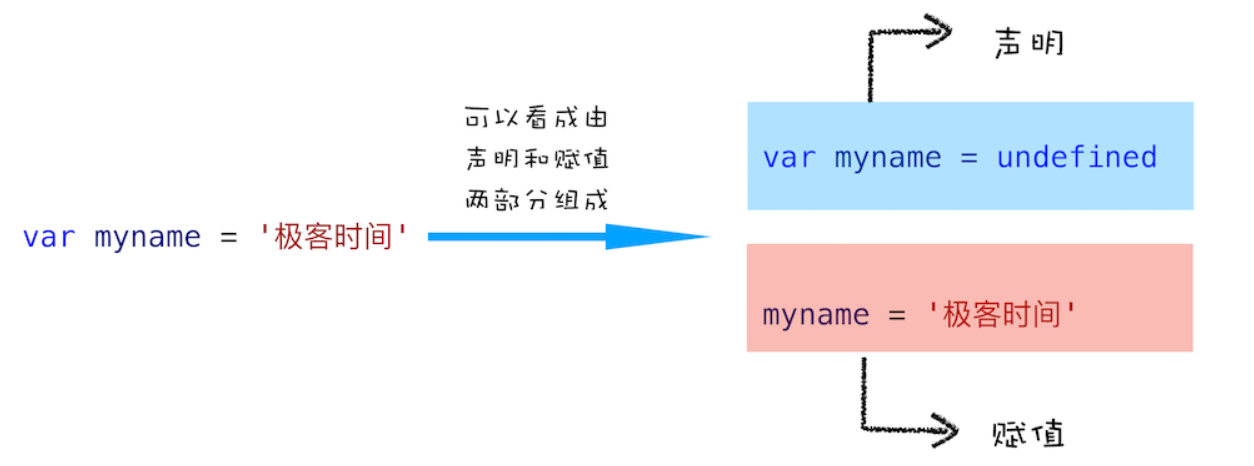 声明
可以看成由
声明和赋值
两部分组成
var myname = undefined
var myname = '极客时间'
myname = '极客时间'
赋值